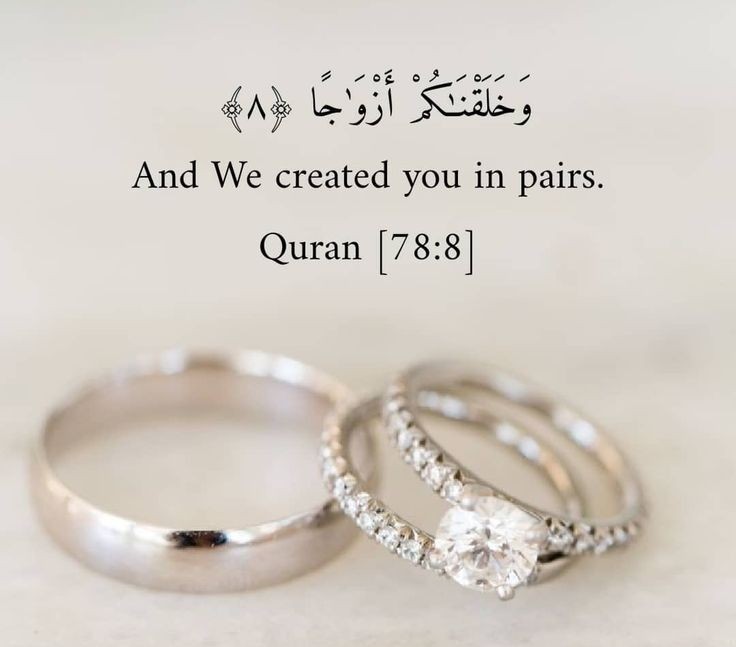 وَخَلَقْنَـٰكُمْ أَزْوَٰجًا ﴿٨﴾
And We created you in pairs.
Quran [78:8]